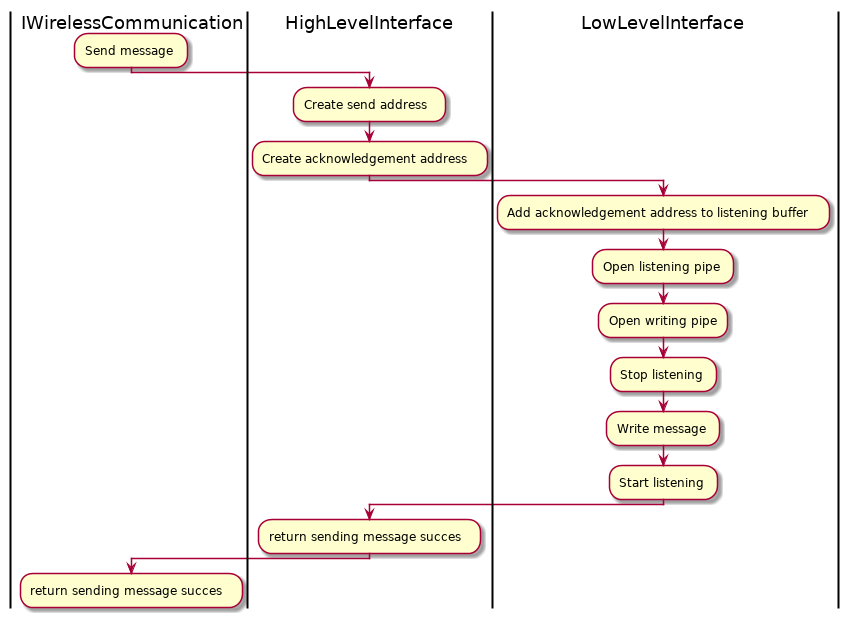 IWirelessCommunication
HighLevelInterface
LowLevelInterface
Send message
Create send address
Create acknowledgement address
Add acknowledgement address to listening buffer
Open listening pipe
Open writing pipe
Stop listening
Write message
Start listening
return sending message succes
return sending message succes